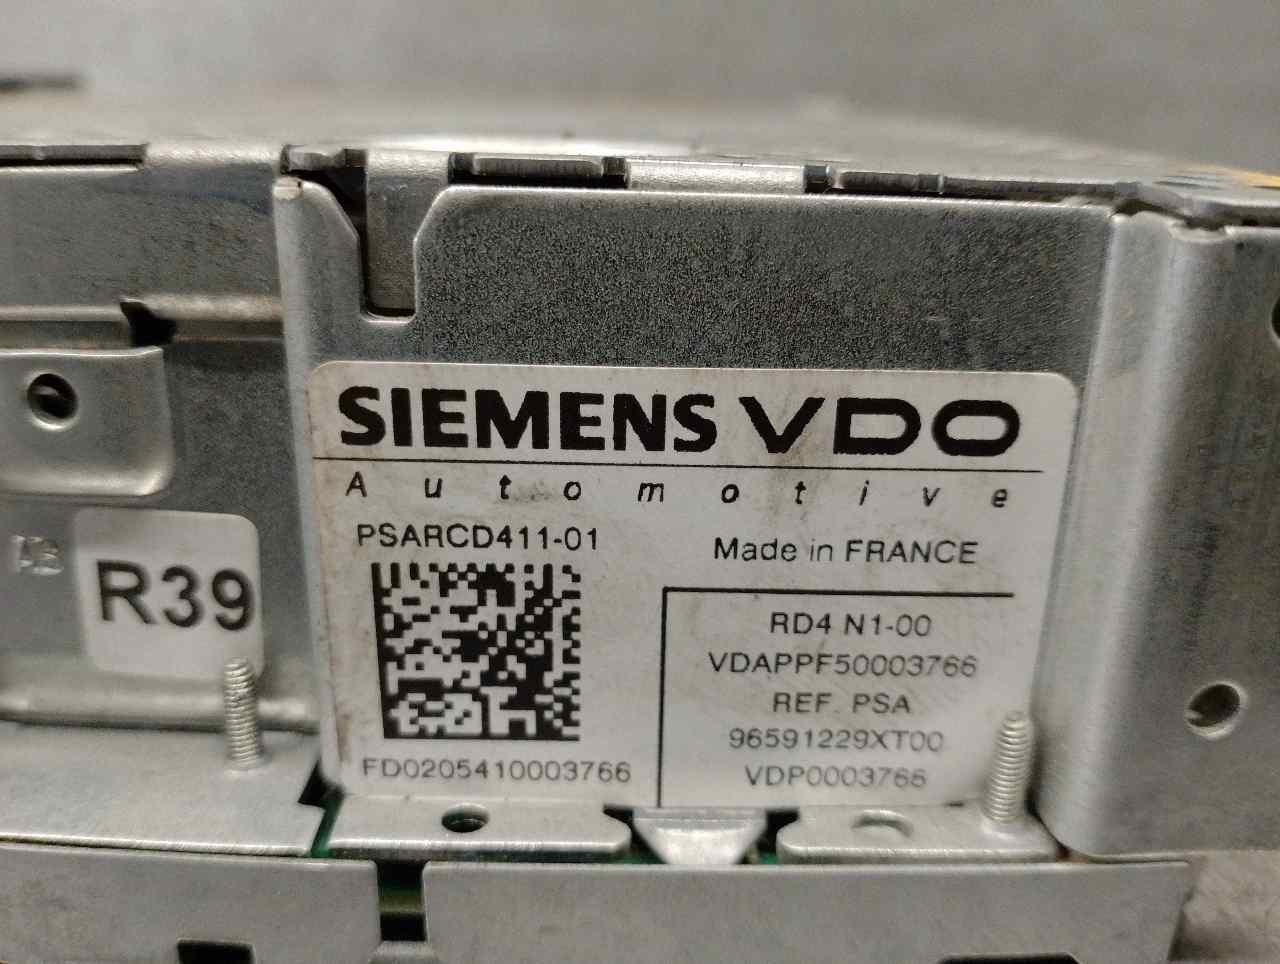 SIEMENS VDO
Automotive
PSARCD411-01
Made in FRANCE
RD4 N1-00
VDAPPF50003766
REF. PSA
96591229XT00
VDP0003766
FD0205410003766
R39